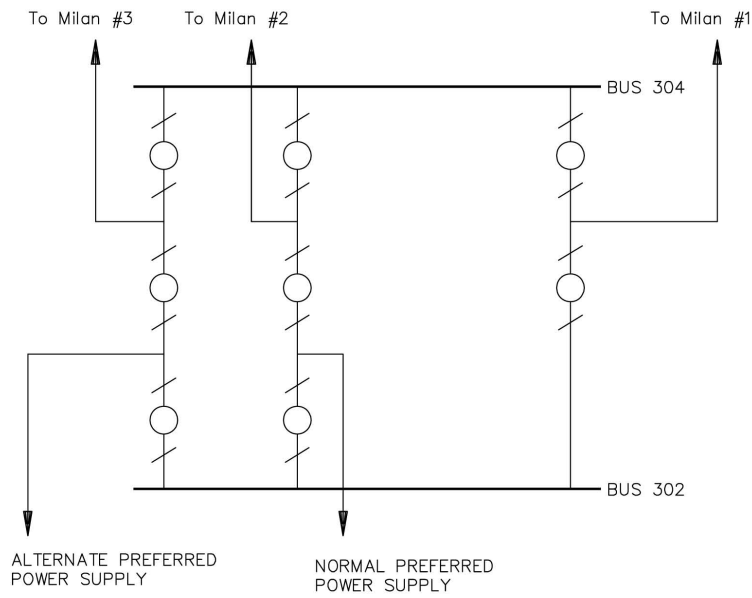 To Milan #3
To Milan #2
To Milan #1
BUS 304
BUS 302
ALTERNATE PREFERRED
POWER SUPPLY
NORMAL PREFERRED
POWER SUPPLY